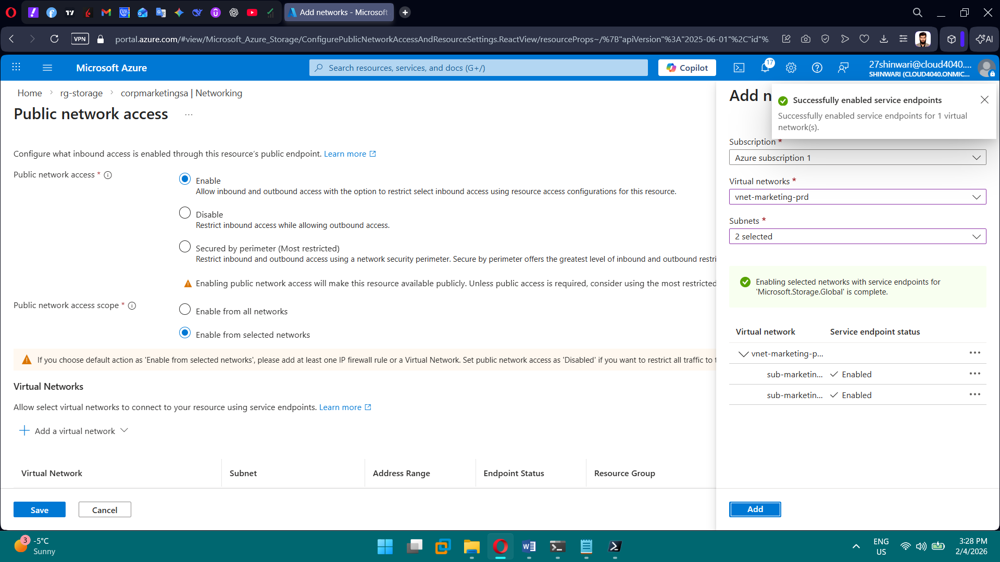 Add networks - Microsoft
VPN
portal.azure.com/#view/Microsoft_Azure_Storage/ConfigurePublicNetworkAccessAndResourceSettings.ReactView/resourceProps~/%7B"apiVersion"%3A"2025-06-01"%2C"id"%.
AI
Microsoft Azure
Search resources, services, and docs (G+/)
Copilot
17
27shinwari@cloud4040....
SHINWARI (CLOUD4040.ONMIC...
Home
rg-storage
corpmarketingsa | Networking
Public network access
...
Configure what inbound access is enabled through this resource's public endpoint. Learn more
Public network access *
Enable
Allow inbound and outbound access with the option to restrict select inbound access using resource access configurations for this resource.
Disable
Restrict inbound access while allowing outbound access.
Secured by perimeter (Most restricted)
Restrict inbound and outbound access using a network security perimeter. Secure by perimeter offers the greatest level of inbound and outbound restri
Enabling public network access will make this resource available publicly. Unless public access is required, consider using the most restricted
Public network access scope *
Enable from all networks
Enable from selected networks
If you choose default action as 'Enable from selected networks', please add at least one IP firewall rule or a Virtual Network. Set public network access as 'Disabled' if you want to restrict all traffic to t
Virtual Networks
Allow select virtual networks to connect to your resource using service endpoints. Learn more
Add a virtual network
Virtual Network
Subnet
Address Range
Endpoint Status
Resource Group
Save
Cancel
Add n
Successfully enabled service endpoints
Successfully enabled service endpoints for 1 virtual
network(s).
Subscription *
Azure subscription 1
Virtual networks *
vnet-marketing-prd
Subnets *
2 selected
Enabling selected networks with service endpoints for
'Microsoft.Storage.Global' is complete.
Virtual network
Service endpoint status
vnet-marketing-p...
sub-marketin...
Enabled
sub-marketin...
Enabled
Add
3
-5°C
Sunny
ENG
US
3:28 PM
2/4/2026